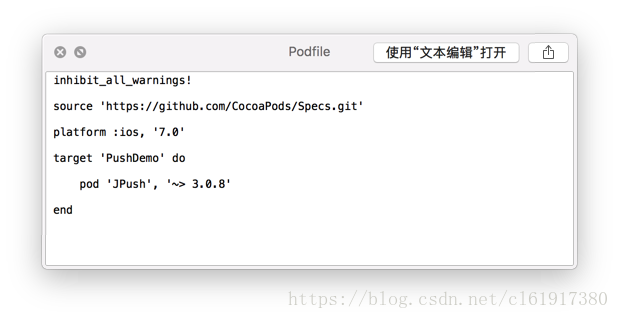 Podfile
使用“文本编辑”打开
inhibit_all_warnings!
source 'https://github.com/CocoaPods/Specs.git'
platform :ios, '7.0'
target 'PushDemo' do
pod 'JPush', '~> 3.0.8'
end
https://blog.csdn.net/cl61917380